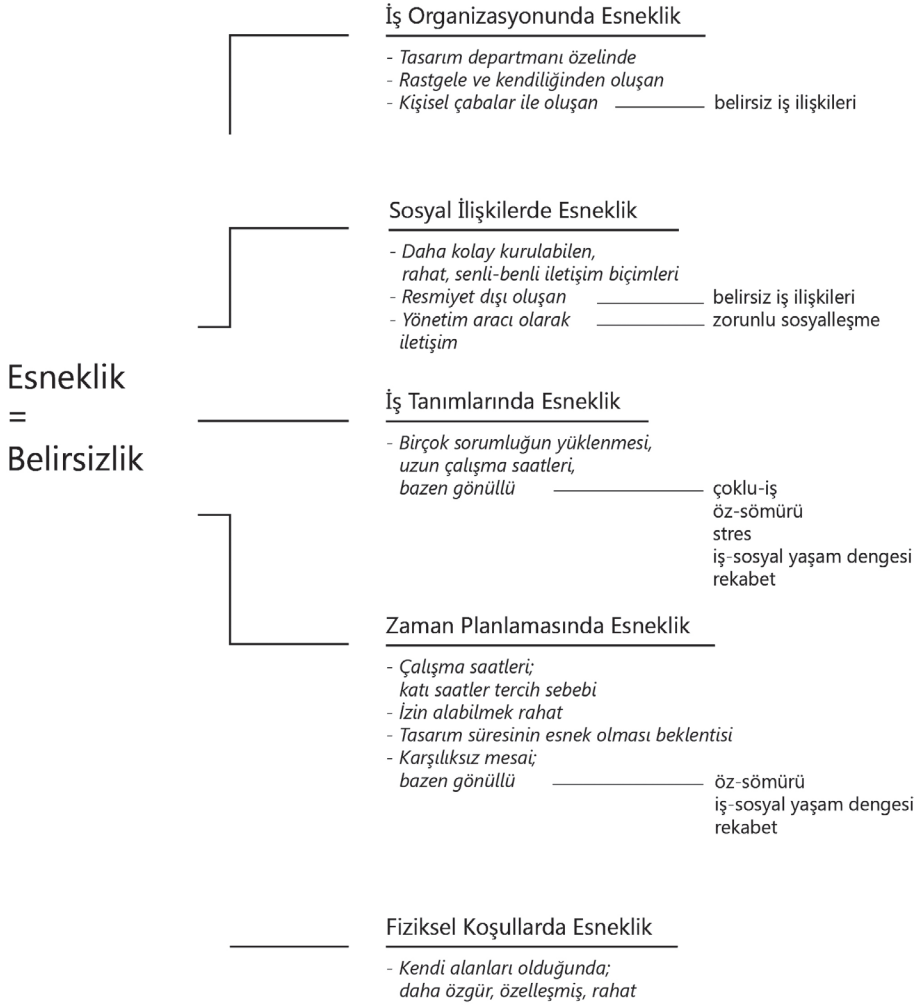 İş Organizasyonunda Esneklik
- Tasarım departmanı özelinde
- Rastgele ve kendiliğinden oluşan
- Kişisel çabalar ile oluşan belirsiz iş ilişkileri
Sosyal İlişkilerde Esneklik
- Daha kolay kurulabilen,
rahat, senli-benli iletişim biçimleri
- Resmiyet dışı oluşan belirsiz iş ilişkileri
- Yönetim aracı olarak zorunlu sosyalleşme
iletişim
Esneklik
=
Belirsizlik
İş Tanımlarında Esneklik
- Birçok sorumluğun yüklenmesi,
uzun çalışma saatleri,
bazen gönüllü çoklu-iş
öz-sömürü
stres
iş-sosyal yaşam dengesi
rekabet
Zaman Planlamasında Esneklik
- Çalışma saatleri;
katı saatler tercih sebebi
- İzin alabilmek rahat
- Tasarım süresinin esnek olması beklentisi
- Karşılıksız mesai;
bazen gönüllü öz-sömürü
iş-sosyal yaşam dengesi
rekabet
Fiziksel Koşullarda Esneklik
- Kendi alanları olduğunda;
daha özgür, özelleşmiş, rahat